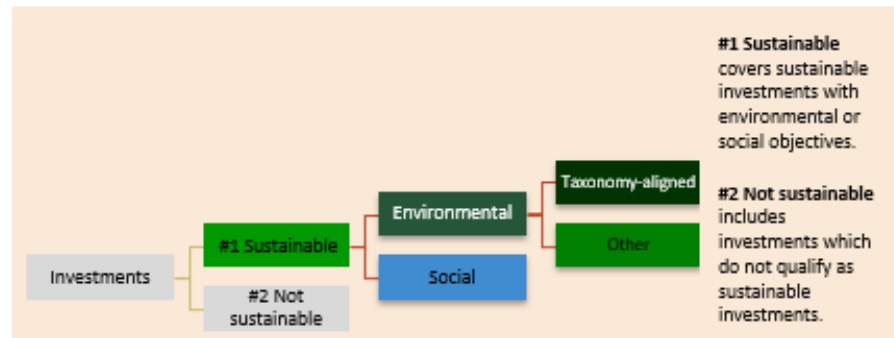 #1 Sustainable
covers sustainable
investments with
environmental or
social objectives.
Taxonomy-aligned
#2 Not sustainable
includes
investments which
do not qualify as
sustainable
investments.
Environmental
Other
#1 Sustainable
Investments
Social
#2 Not
sustainable